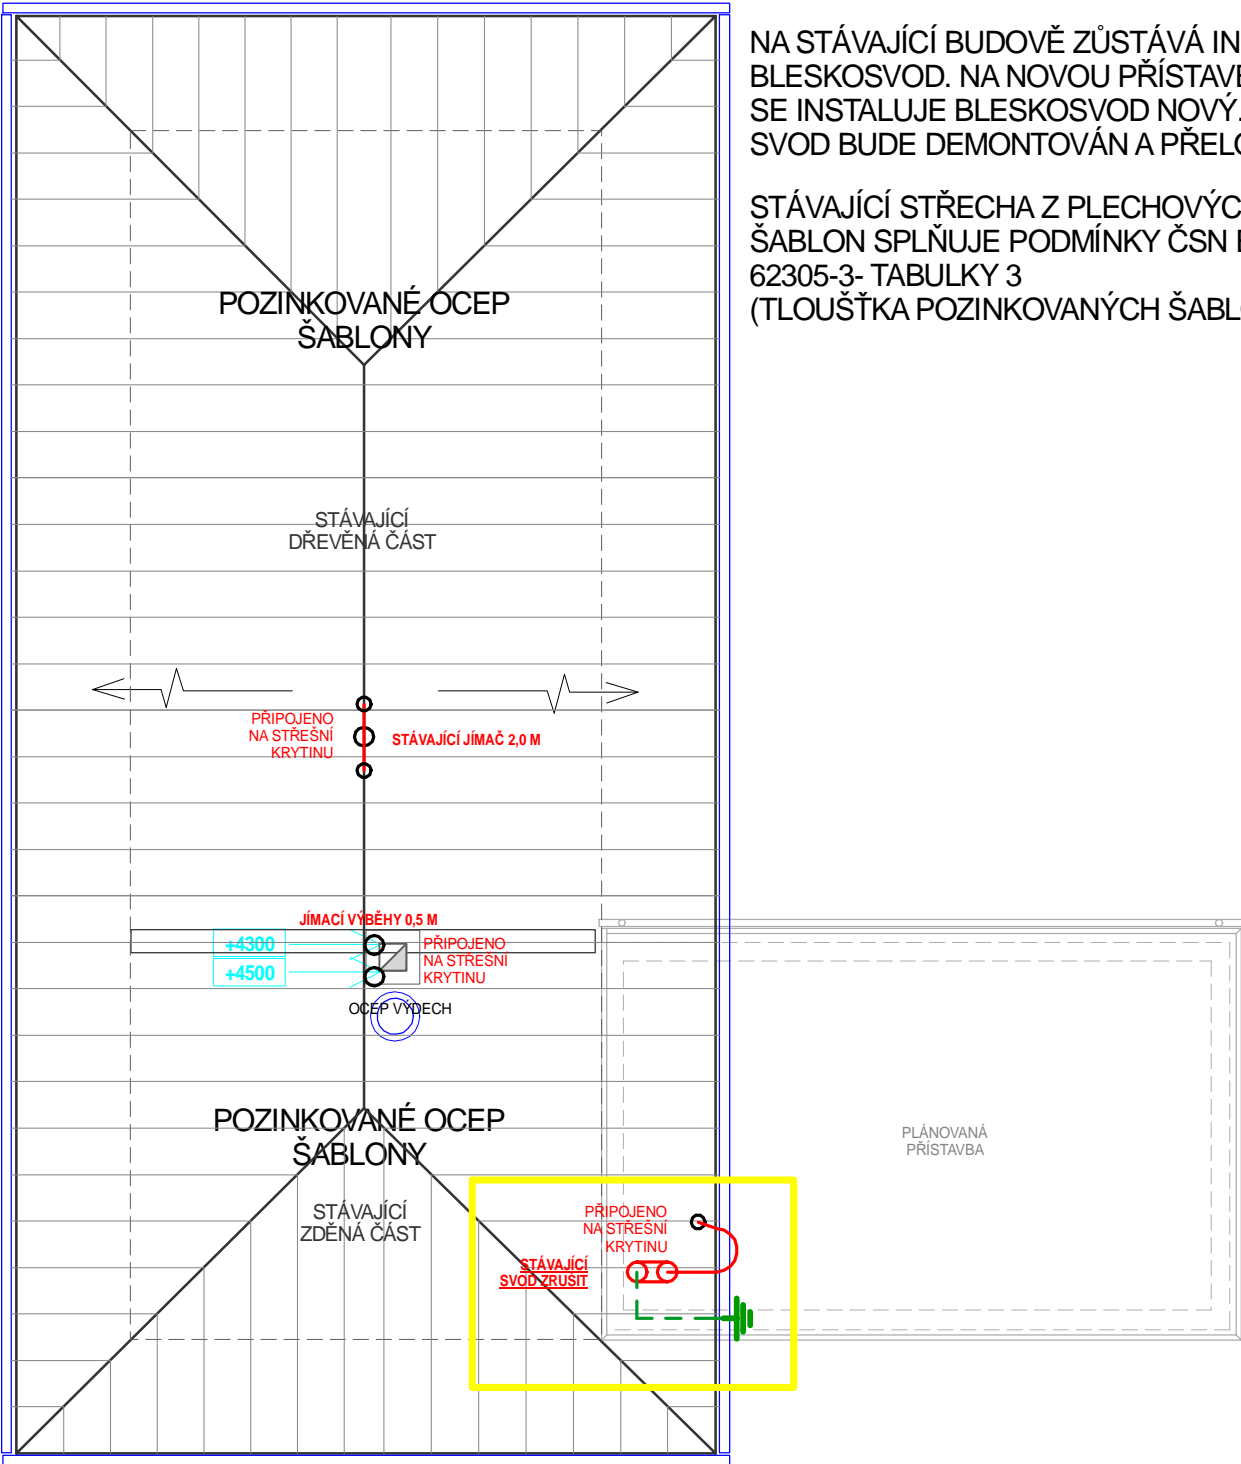 NA STÁVAJÍCÍ BUDOVĚ ZŮSTÁVÁ IN
BLESKOSVOD. NA NOVOU PŘÍSTAVB
SE INSTALUJE BLESKOSVOD NOVÝ.
SVOD BUDE DEMONTOVÁN A PŘELO
STÁVAJÍCÍ STŘECHA Z PLECHOVÝC
ŠABLON SPLŇUJE PODMÍNKY ČSN E
62305-3- TABULKY 3
(TLOUŠŤKA POZINKOVANÝCH ŠABLO
POZINKOVANÉ OCEP
ŠABLONY
STÁVAJÍCÍ
DŘEVĚNÁ ČÁST
PŘIPOJENO
NA STŘEŠNÍ
KRYTINU
STÁVAJÍCÍ JÍMAČ 2,0 M
JÍMACÍ VÝBĚHY 0,5 M
+4300
+4500
PŘIPOJENO
NA STŘEŠNÍ
KRYTINU
OCEP VÝDECH
POZINKOVANÉ OCEP
ŠABLONY
STÁVAJÍCÍ
ZDĚNÁ ČÁST
PLÁNOVANÁ
PŘÍSTAVBA
PŘIPOJENO
NA STŘEŠNÍ
KRYTINU
STÁVAJÍCÍ
SVOD ZRUŠIT